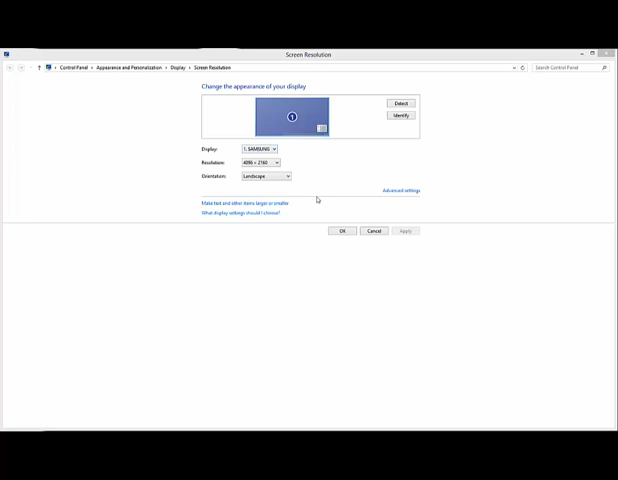 Screen Resolution
Control Panel › Appearance and Personalization › Display › Screen Resolution
Search Control Panel
Change the appearance of your display
1
Detect
Identify
Display: 1. SAMSUNG
Resolution: 4096 × 2160
Orientation: Landscape
Advanced settings
Make text and other items larger or smaller
What display settings should I choose?
OK Cancel Apply